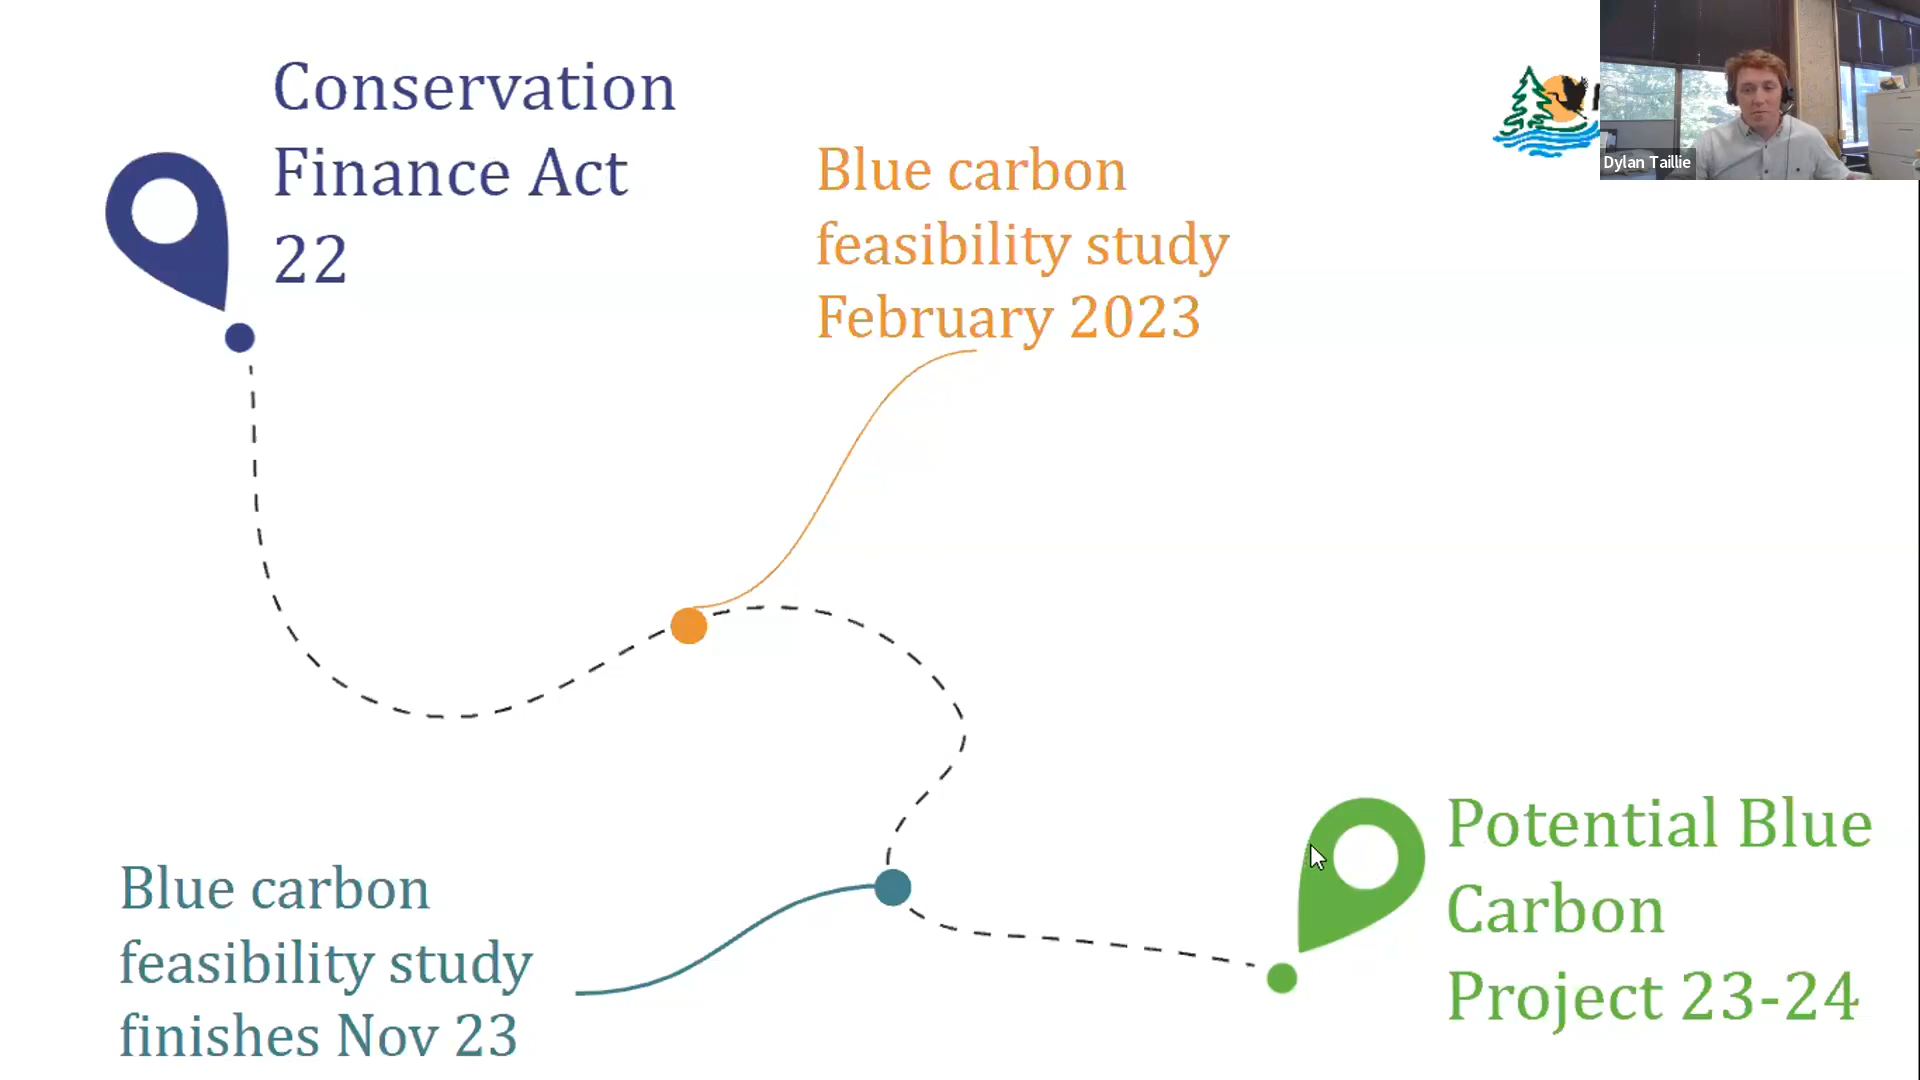 Conservation
Finance Act
22
Blue carbon
feasibility study
February 2023
Dylan Taillie
Blue carbon
feasibility study
finishes Nov 23
Potential Blue
Carbon
Project 23-24